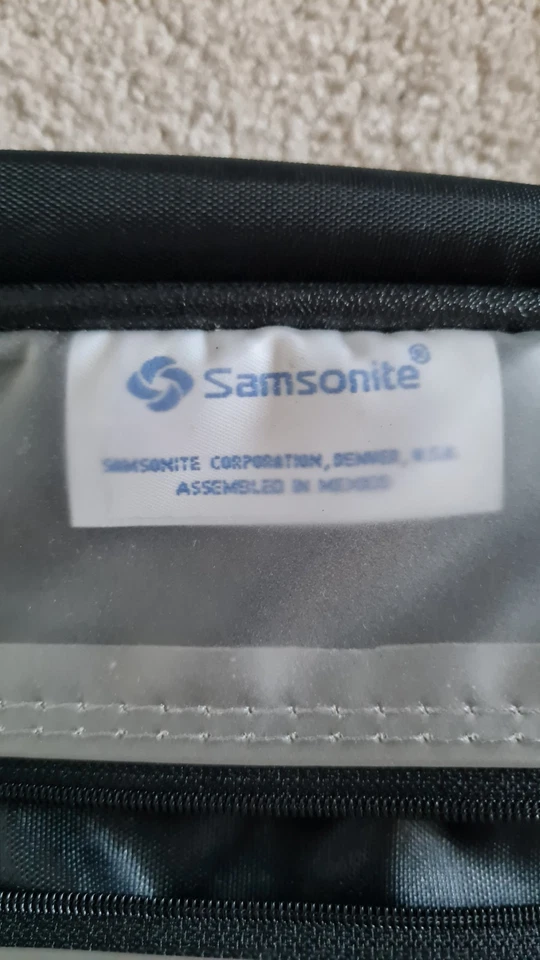 Samsonite®
SAMSONITE CORPORATION, DENVER, U.S.A.
ASSEMBLED IN MEXICO